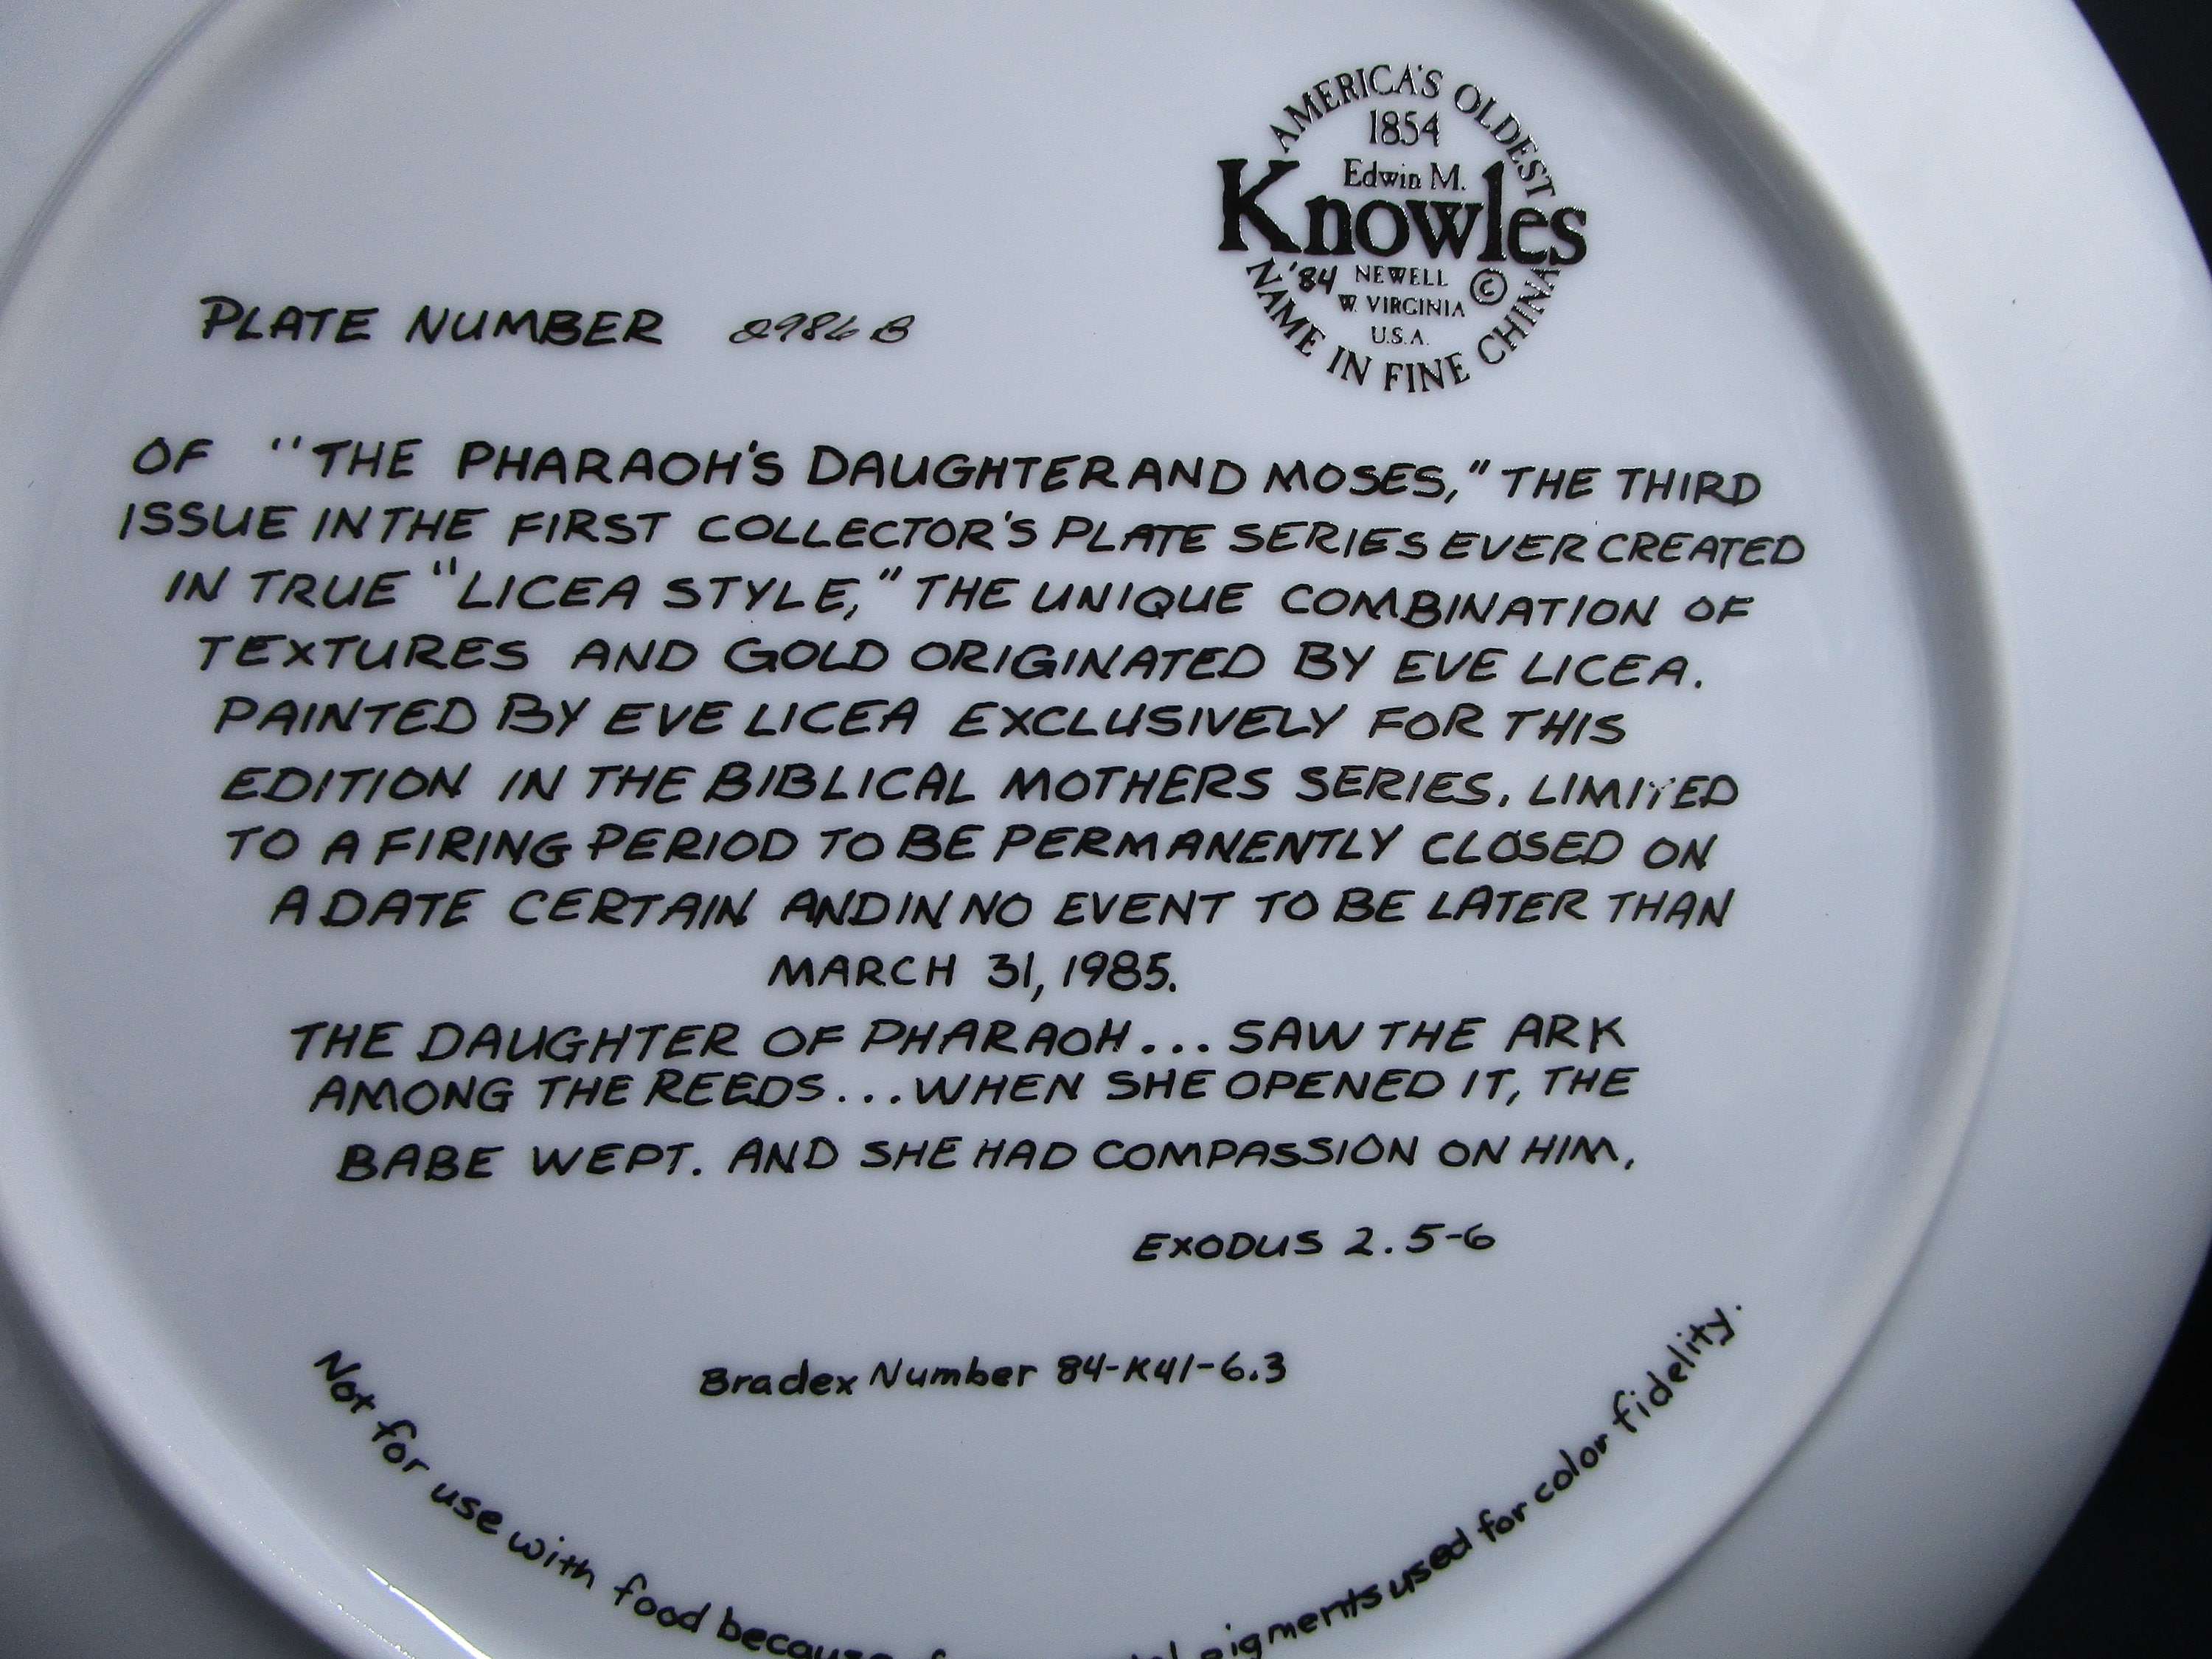 AMERICA'S OLDEST
1854
Edwin M.
Knowles
'84 NEWELL ©
W. VIRGINIA
U.S.A.
NAME IN FINE CHINA
PLATE NUMBER 2986 B
OF "THE PHARAOH'S DAUGHTER AND MOSES," THE THIRD
ISSUE IN THE FIRST COLLECTOR'S PLATE SERIES EVER CREATED
IN TRUE "LICEA STYLE," THE UNIQUE COMBINATION OF
TEXTURES AND GOLD ORIGINATED BY EVE LICEA.
PAINTED BY EVE LICEA EXCLUSIVELY FOR THIS
EDITION IN THE BIBLICAL MOTHERS SERIES, LIMITED
TO A FIRING PERIOD TO BE PERMANENTLY CLOSED ON
A DATE CERTAIN AND IN NO EVENT TO BE LATER THAN
MARCH 31, 1985.
THE DAUGHTER OF PHARAOH... SAW THE ARK
AMONG THE REEDS... WHEN SHE OPENED IT, THE
BABE WEPT. AND SHE HAD COMPASSION ON HIM,
EXODUS 2.5-6
Bradex Number 84-K41-6.3
Not for use with food because pigments used for color fidelity.